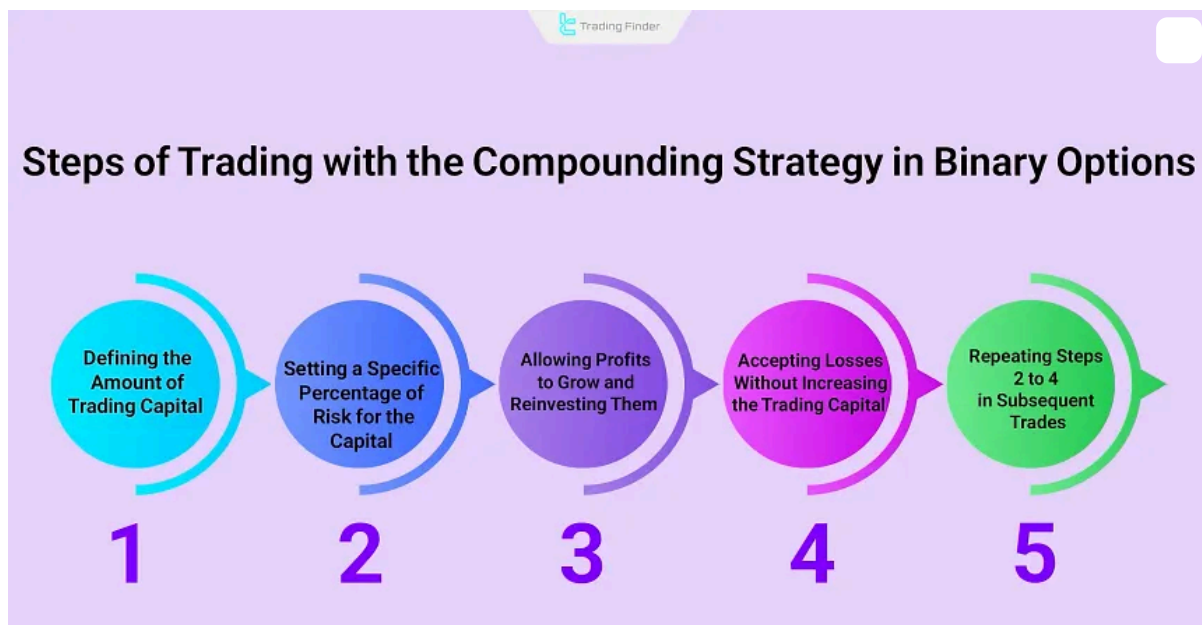 Trading Finder
Steps of Trading with the Compounding Strategy in Binary Options
Defining the
Amount of
Trading Capital
Setting a Specific
Percentage of
Risk for the
Capital
Allowing Profits
to Grow and
Reinvesting Them
Accepting Losses
Without Increasing
the Trading Capital
Repeating Steps
2 to 4
in Subsequent
Trades
1
2
3
4
5